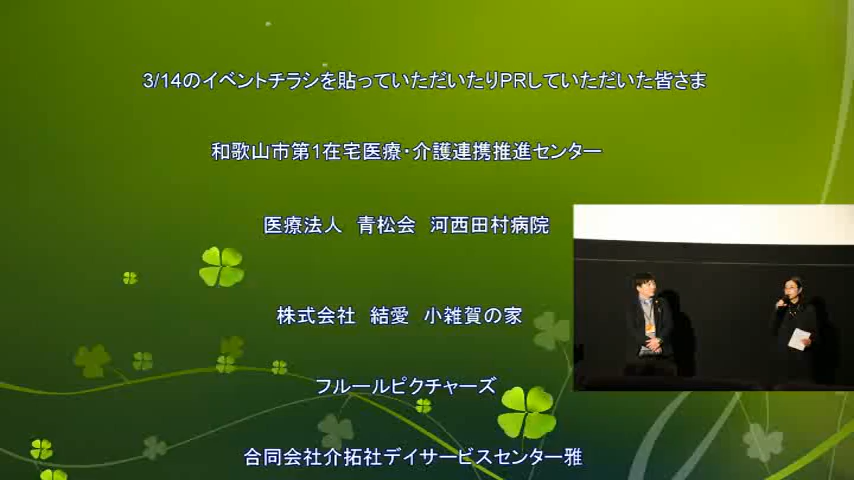 3/14のイベントチラシを貼っていただいたりPRしていただいた皆さま
和歌山市第1在宅医療・介護連携推進センター
医療法人　青松会　河西田村病院
株式会社　結愛　小雑賀の家
フルールピクチャーズ
合同会社介拓社デイサービスセンター雅